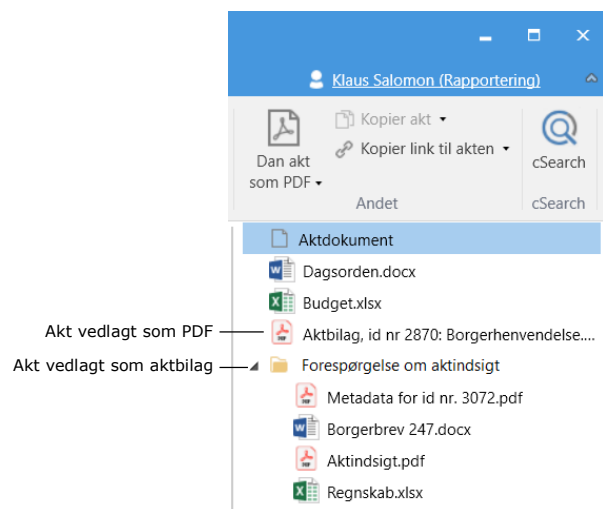 Klaus Salomon (Rapportering)
Dan akt
som PDF
Kopier akt
Kopier link til akten
Andet
cSearch
cSearch
Aktdokument
Dagsorden.docx
Budget.xlsx
Akt vedlagt som PDF
Aktbilag, id nr 2870: Borgerhenvendelse....
Akt vedlagt som aktbilag
Forespørgelse om aktindsigt
Metadata for id nr. 3072.pdf
Borgerbrev 247.docx
Aktindsigt.pdf
Regnskab.xlsx